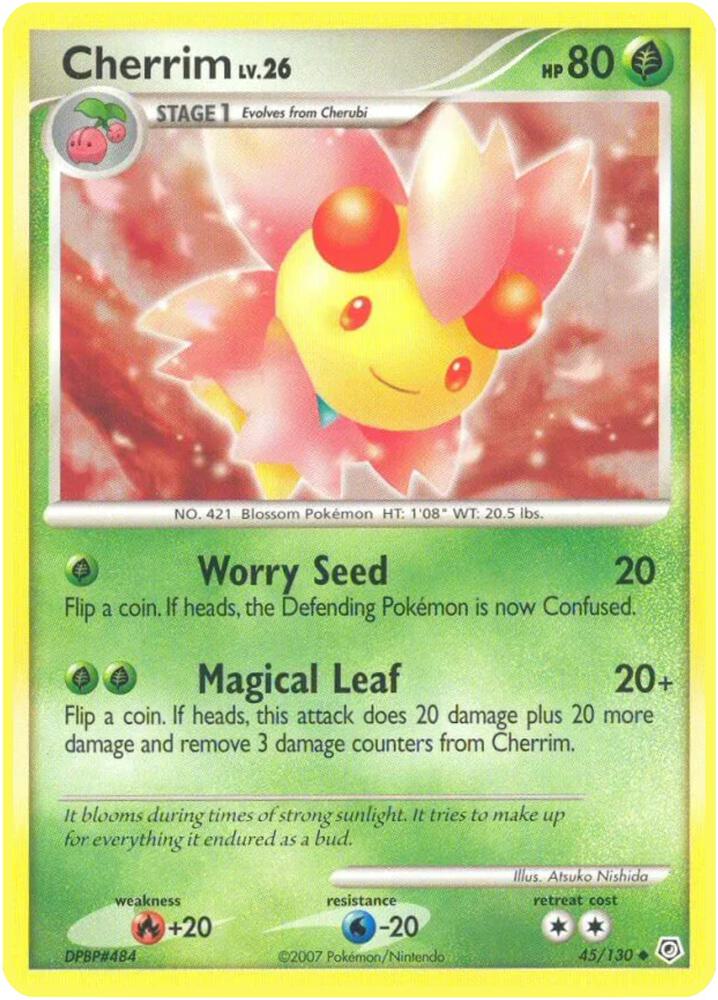 Cherrim LV.26 HP 80
STAGE 1 Evolves from Cherubi
NO. 421 Blossom Pokémon HT: 1'08" WT: 20.5 lbs.
Worry Seed 20
Flip a coin. If heads, the Defending Pokémon is now Confused.
Magical Leaf 20+
Flip a coin. If heads, this attack does 20 damage plus 20 more
damage and remove 3 damage counters from Cherrim.
It blooms during times of strong sunlight. It tries to make up
for everything it endured as a bud.
Illus. Atsuko Nishida
weakness resistance retreat cost
+20 -20
DPBP#484 ©2007 Pokémon/Nintendo 45/130